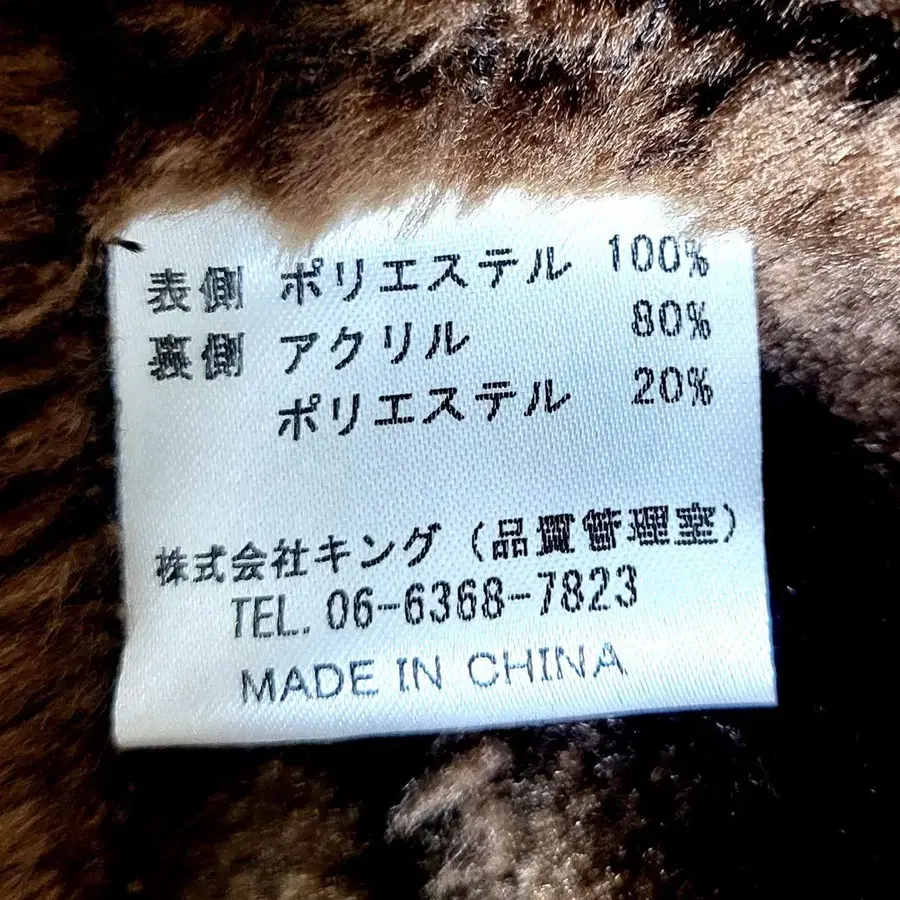 表側 ポリエステル 100%
裏側 アクリル 80%
ポリエステル 20%
株式会社キング (品質管理室)
TEL. 06-6368-7823
MADE IN CHINA